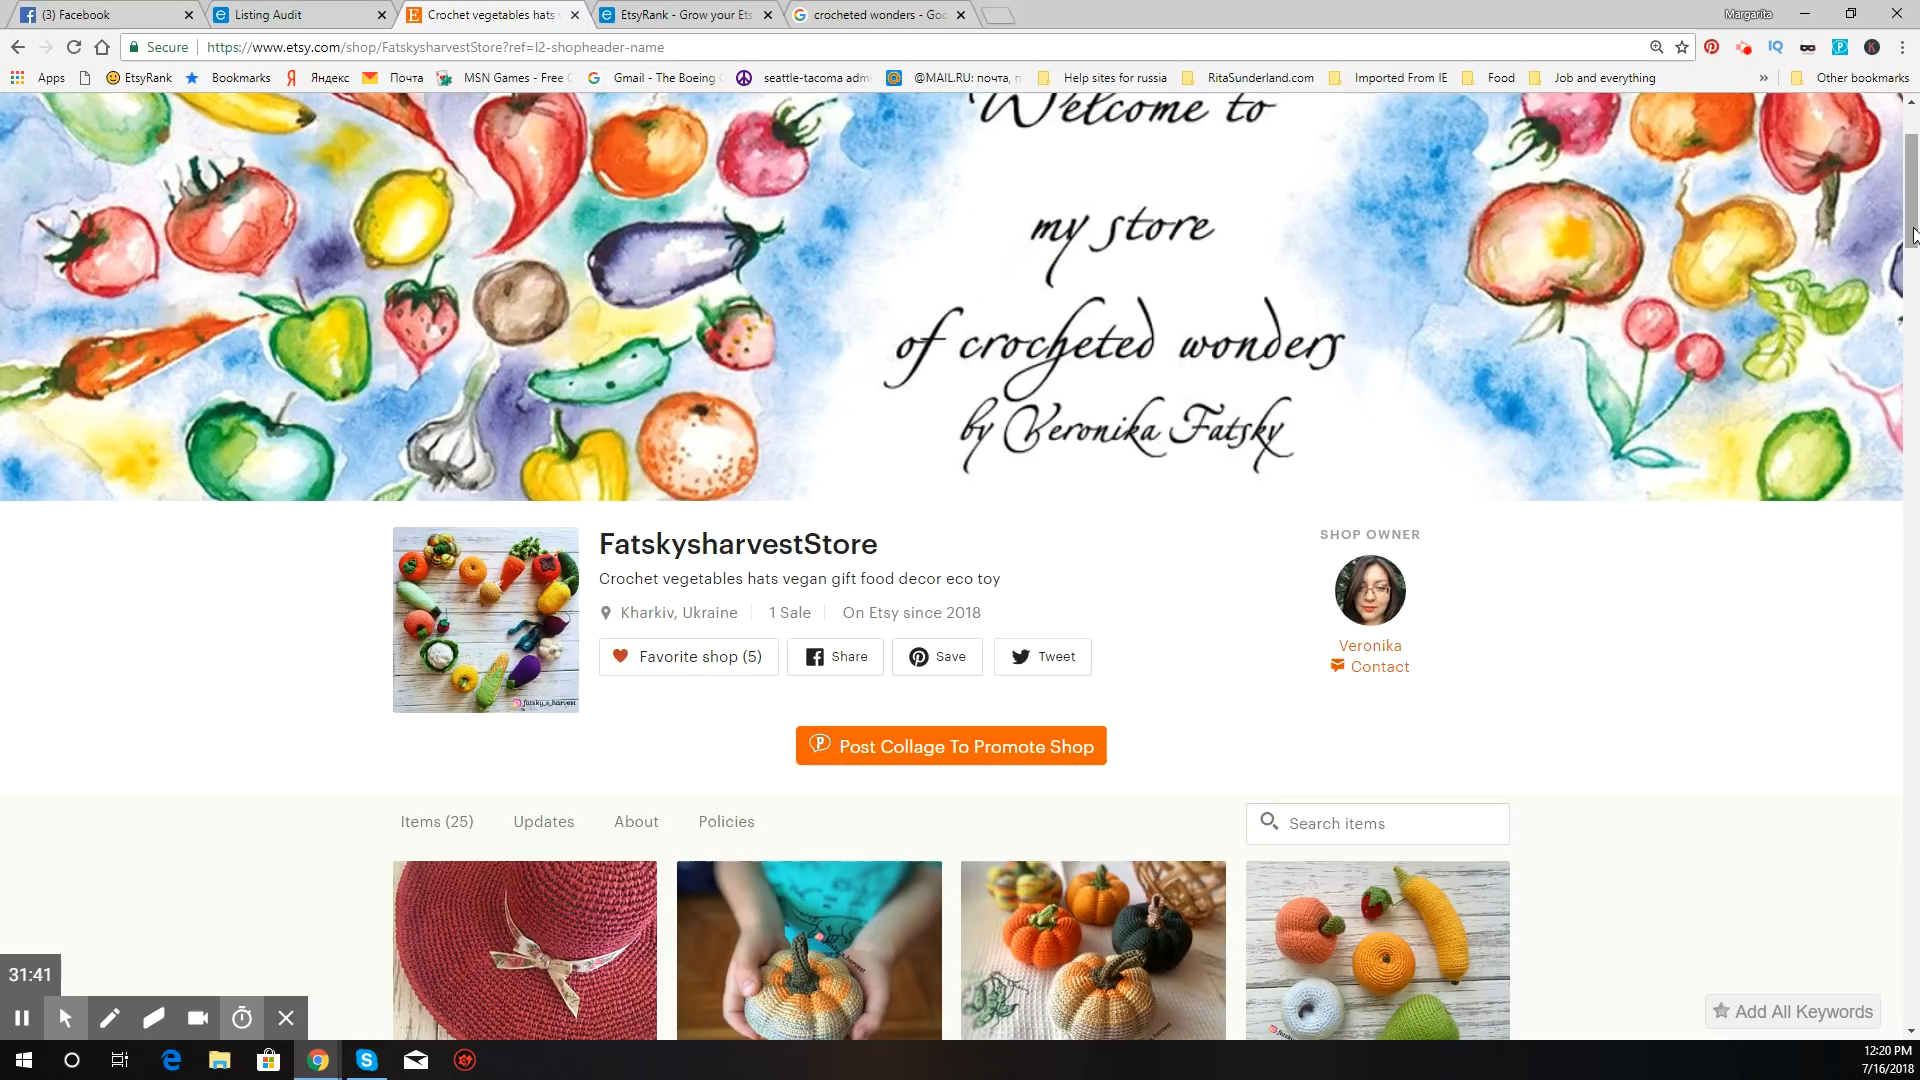 (3) Facebook
Listing Audit
Crochet vegetables hats
EtsyRank - Grow your Ets
crocheted wonders - Goo
Margarita
Secure
https://www.etsy.com/shop/FatskysharvestStore?ref=l2-shopheader-name
Apps
EtsyRank
Bookmarks
Яндекс
Почта
MSN Games - Free
Gmail - The Boeing
seattle-tacoma adm
@MAIL.RU: почта,
Help sites for russia
RitaSunderland.com
Imported From IE
Food
Job and everything
»
Other bookmarks
Welcome to
my store
of crocheted wonders
by Veronika Fatsky
FatskysharvestStore
Crochet vegetables hats vegan gift food decor eco toy
Kharkiv, Ukraine
1 Sale
On Etsy since 2018
Favorite shop (5)
Share
Save
Tweet
fatsky_s_harvest
SHOP OWNER
Veronika
Contact
Post Collage To Promote Shop
Items (25)
Updates
About
Policies
Search items
31:41
Add All Keywords
12:20 PM
7/16/2018